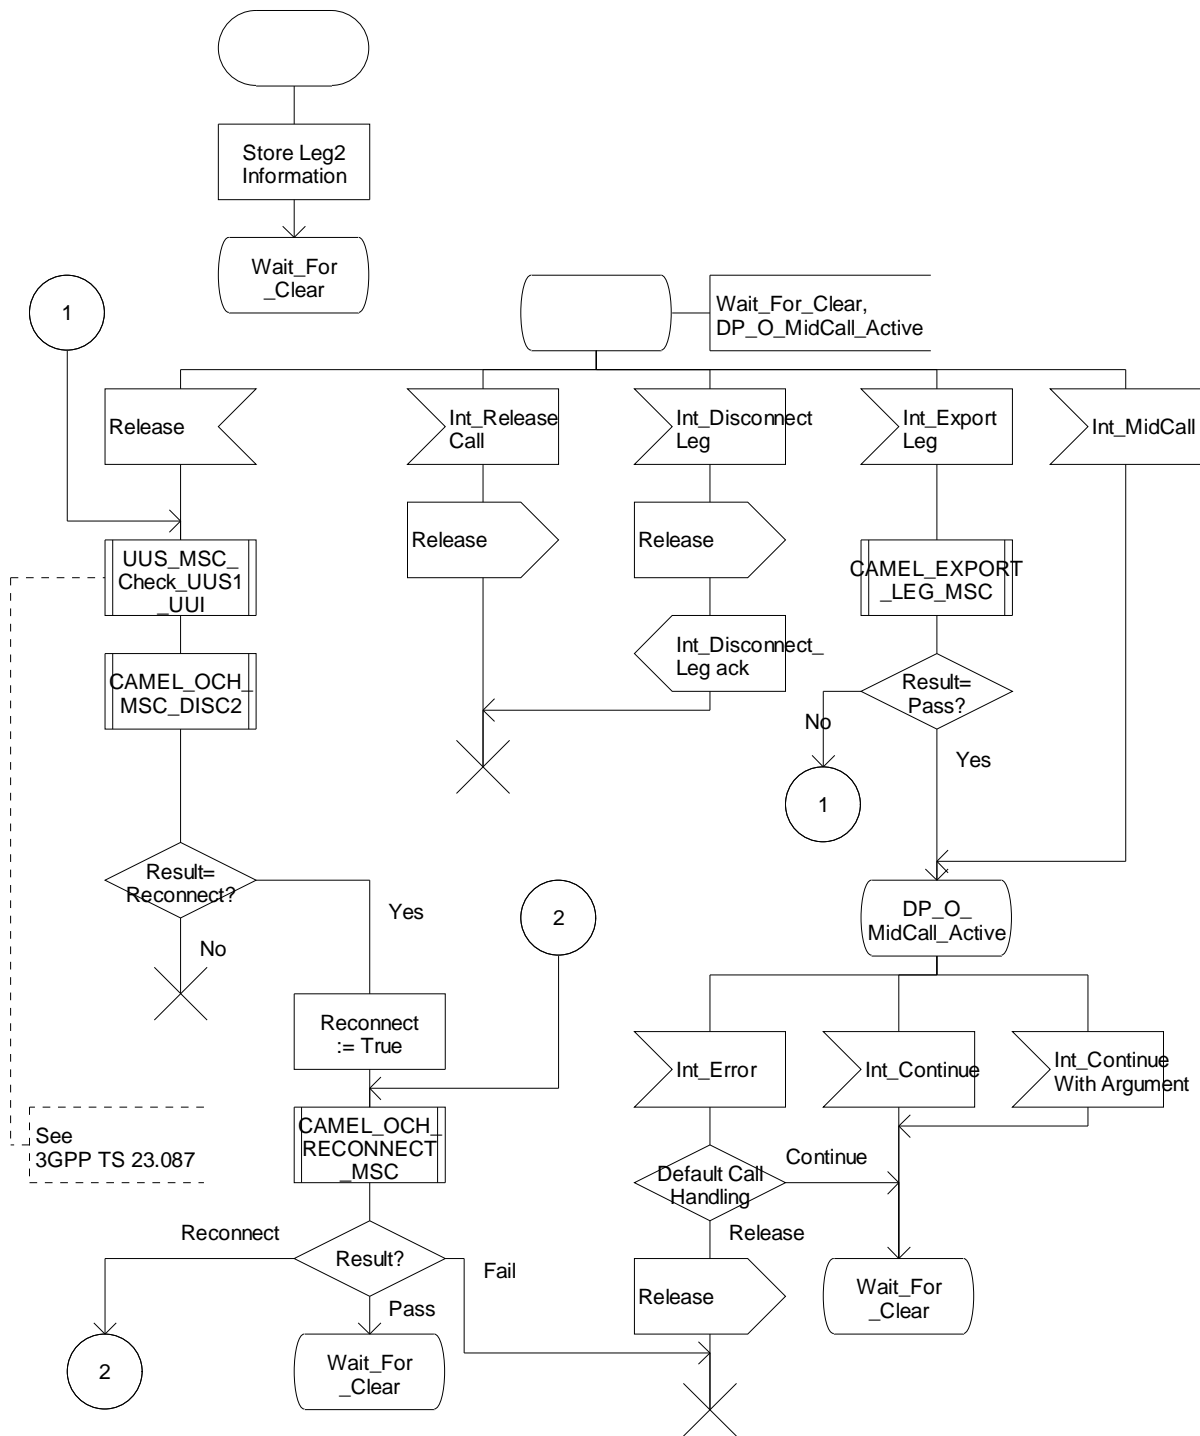 Store Leg2
Information
Wait_For
_Clear
1
Wait_For_Clear,
DP_O_MidCall_Active
Release
Int_Release
Call
Int_Disconnect
Leg
Int_Export
Leg
Int_MidCall
Release
Release
UUS_MSC_
Check_UUS1
_UUI
CAMEL_EXPORT
_LEG_MSC
Int_Disconnect_
Leg ack
CAMEL_OCH_
MSC_DISC2
Result=
Pass?
No
Yes
1
Result=
Reconnect?
Yes
No
2
DP_O_
MidCall_Active
Reconnect
:= True
Int_Error
Int_Continue
Int_Continue
With Argument
See
3GPP TS 23.087
CAMEL_OCH_
RECONNECT
_MSC
Default Call
Handling
Continue
Release
Reconnect
Result?
Fail
Pass
Release
Wait_For
_Clear
2
Wait_For
_Clear